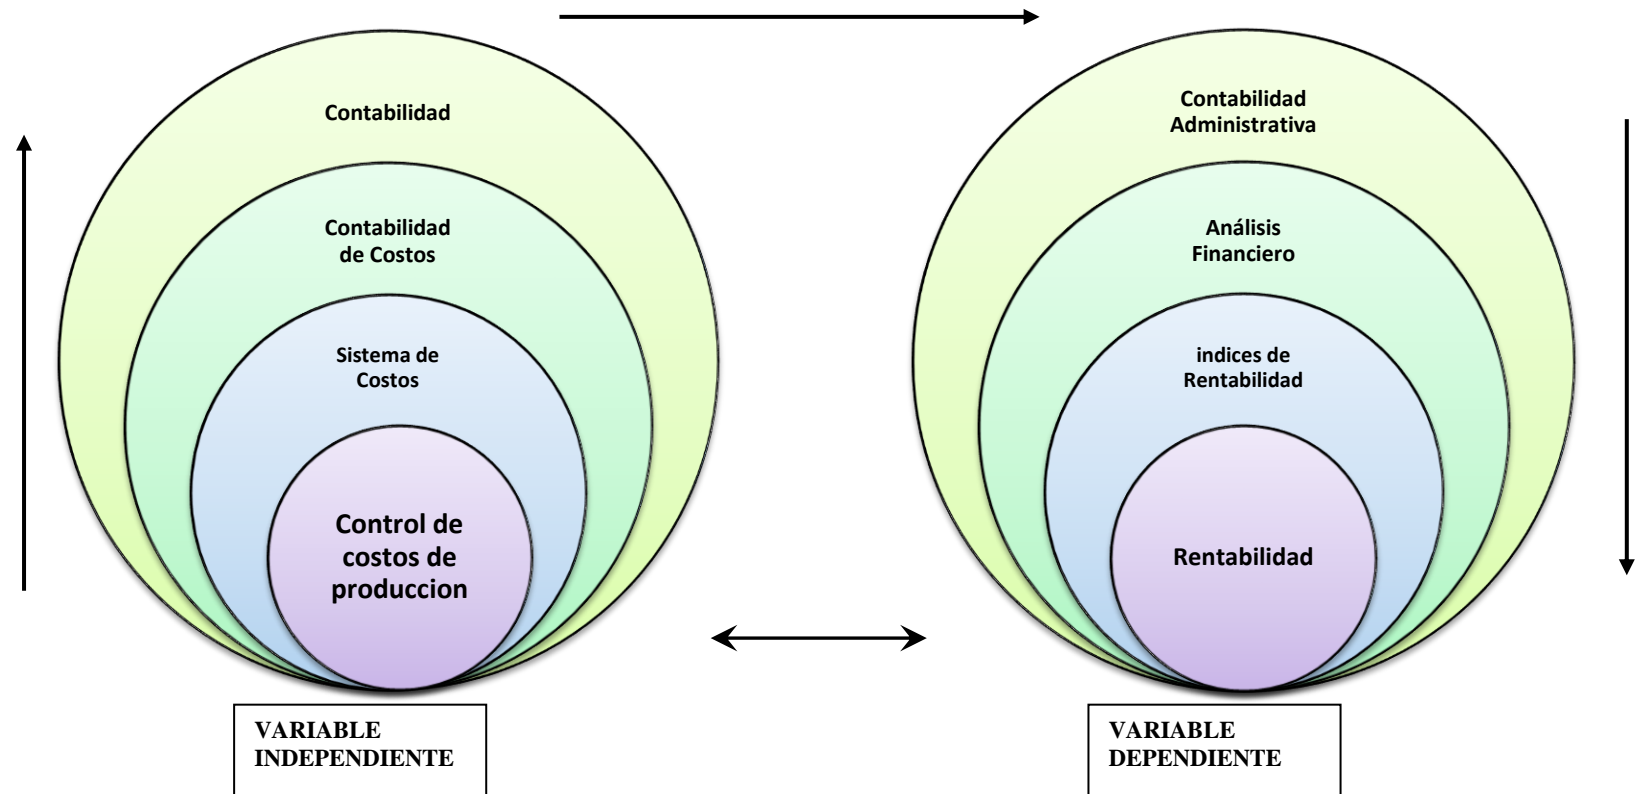 Contabilidad
Contabilidad
de Costos
Sistema de
Costos
Control de
costos de
produccion
VARIABLE
INDEPENDIENTE
Contabilidad
Administrativa
Análisis
Financiero
indices de
Rentabilidad
Rentabilidad
VARIABLE
DEPENDIENTE